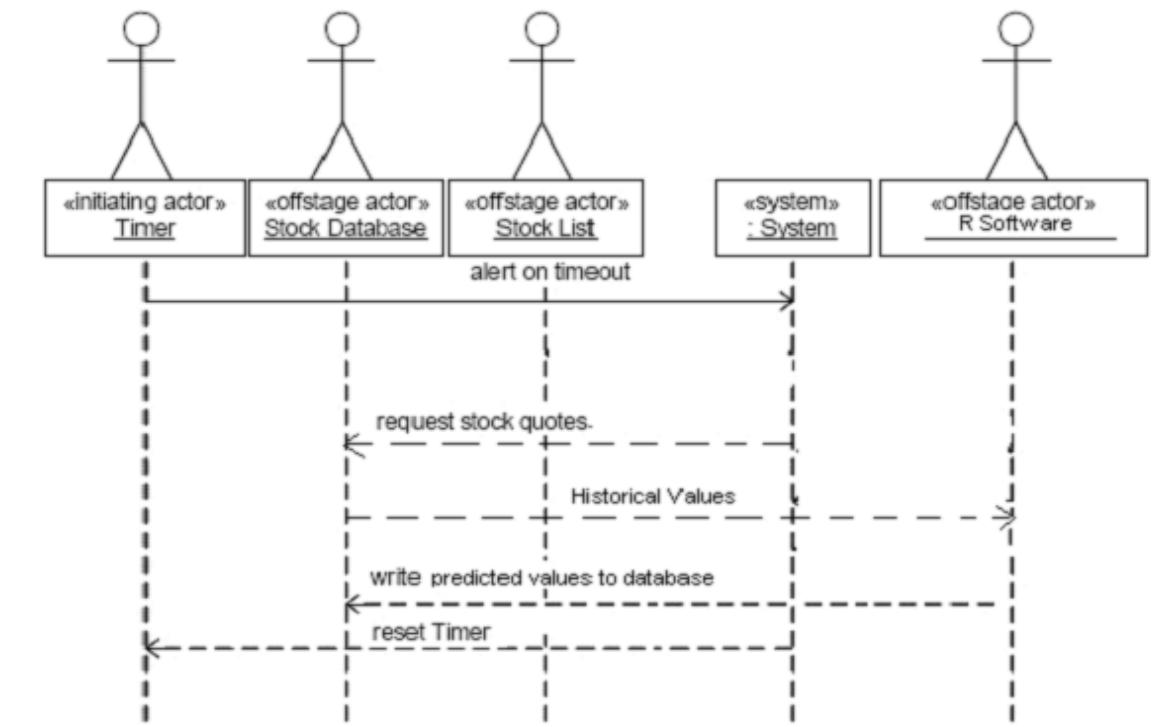 «initiating actor»
Timer
«offstage actor»
Stock Database
«offstage actor»
Stock List
«system»
: System
«offstage actor»
R Software
alert on timeout
request stock quotes.
Historical Values
write predicted values to database
reset Timer